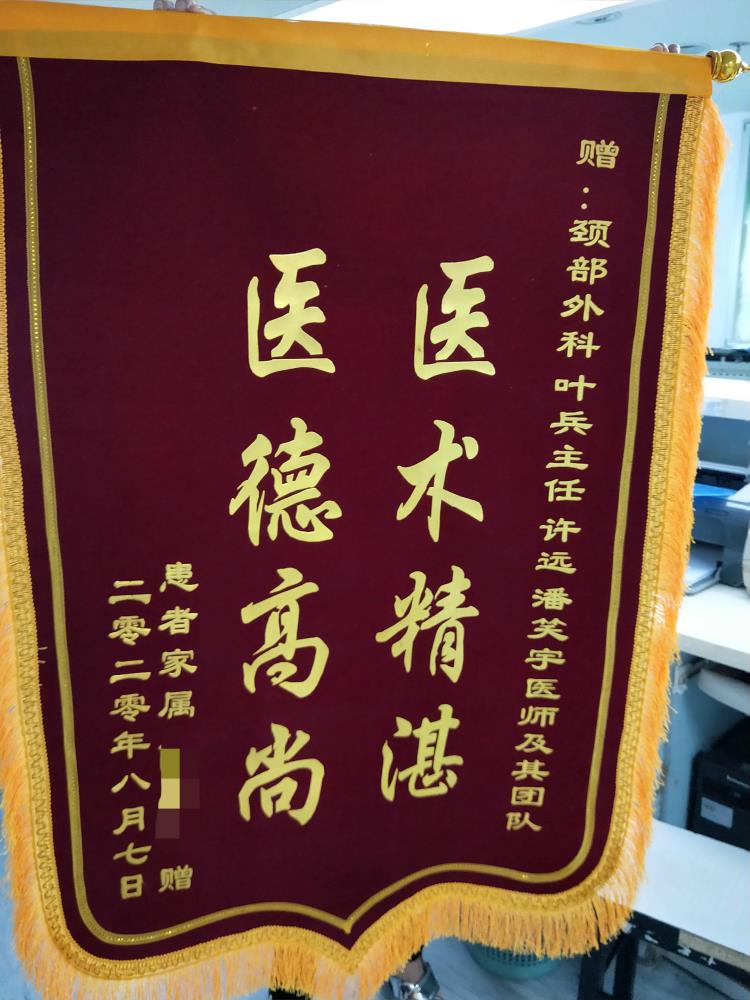 赠：颈部外科 叶兵主任 许远 潘笑宇医师及其团队
医术精湛
医德高尚
患者家属 赠
二零二零年八月七日